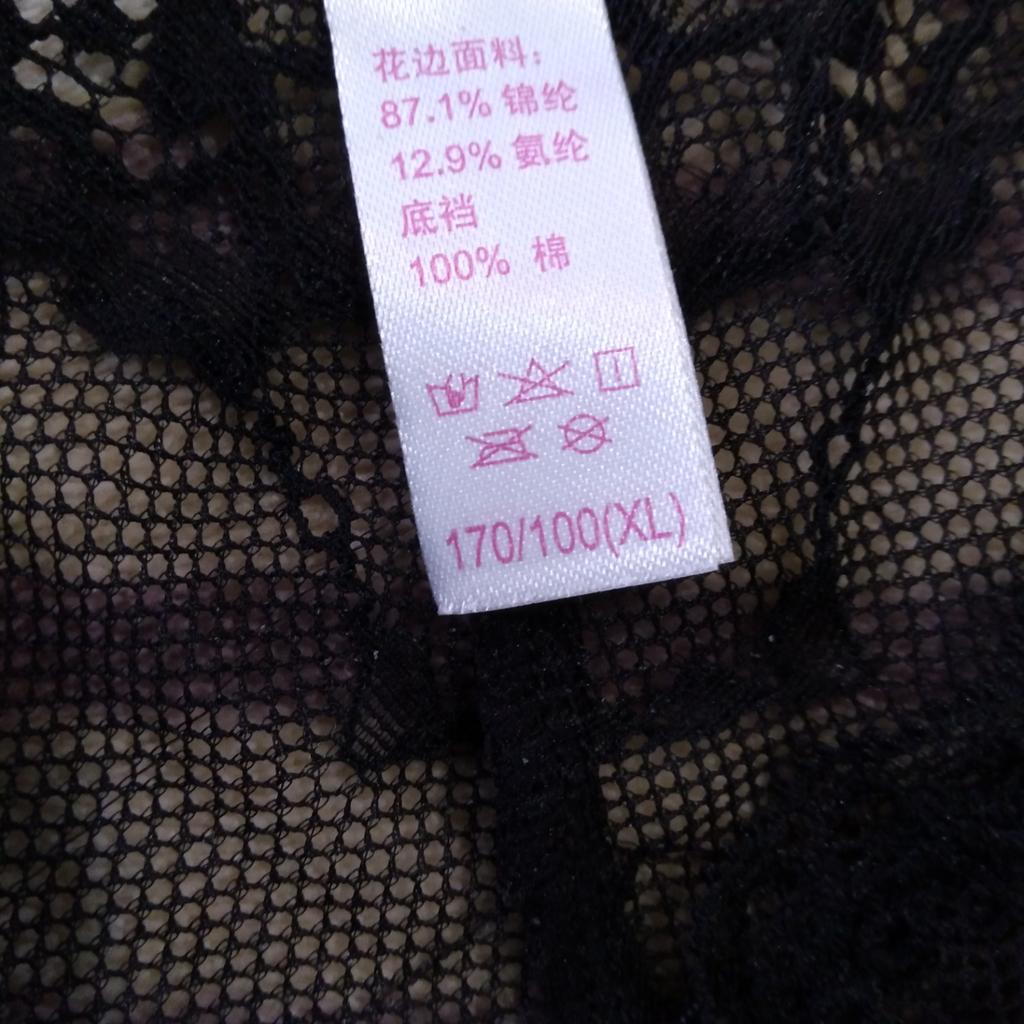 花边面料：
87.1% 锦纶
12.9% 氨纶
底裆
100% 棉
170/100(XL)